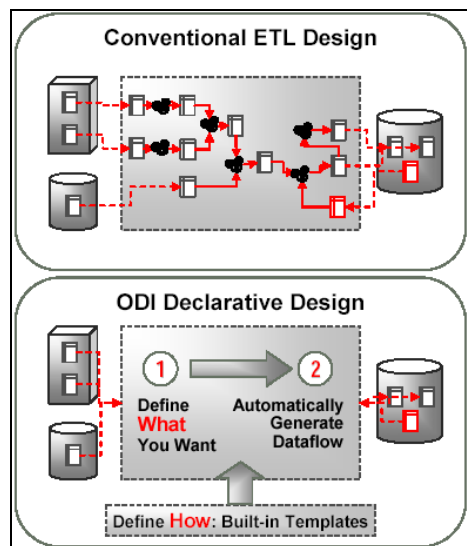 Conventional ETL Design
ODI Declarative Design
1
2
Define
What
You Want
Automatically
Generate
Dataflow
Define How: Built-in Templates